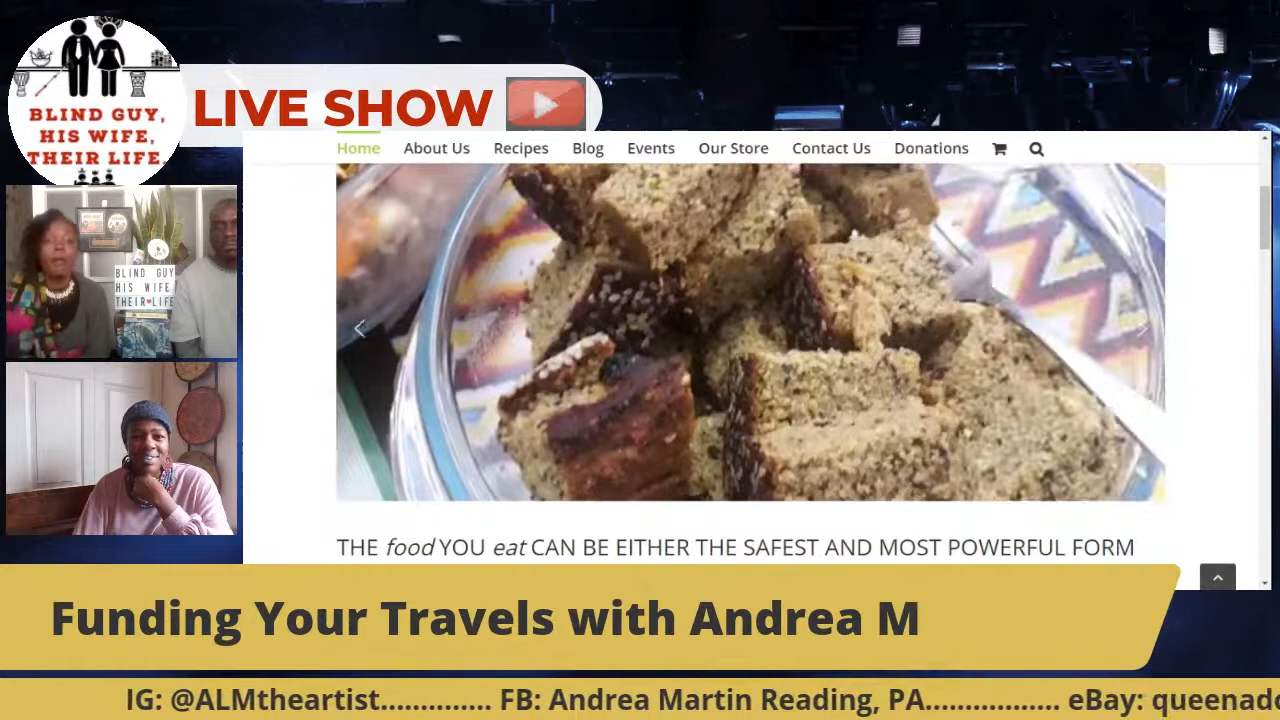 BLIND GUY,
HIS WIFE,
THEIR LIFE.
LIVE SHOW
Home About Us Recipes Blog Events Our Store Contact Us Donations
BLIND GUY
HIS WIFE
THEIR LIFE
THE food YOU eat CAN BE EITHER THE SAFEST AND MOST POWERFUL FORM
Funding Your Travels with Andrea M
IG: @ALMtheartist.............. FB: Andrea Martin Reading, PA................. eBay: queenad